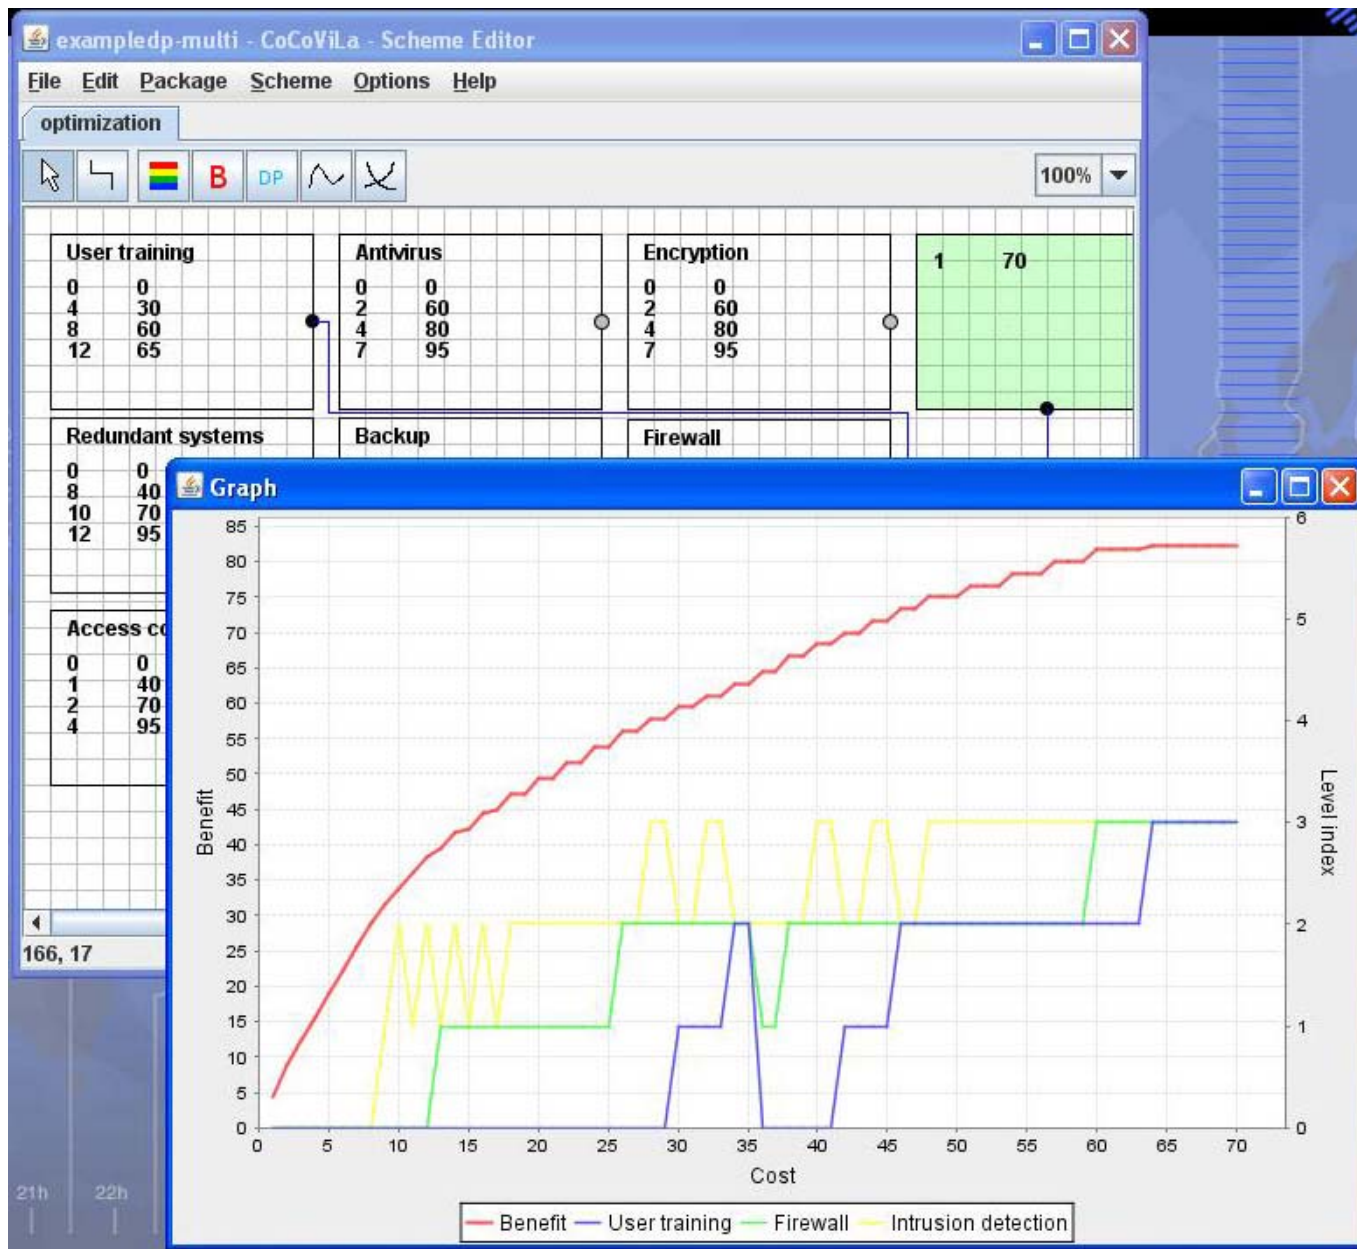 exampledp-multi - CoCoViLa - Scheme Editor
File Edit Package Scheme Options Help
optimization
B DP 100%
User training
0 0
4 30
8 60
12 65
Antivirus
0 0
2 60
4 80
7 95
Encryption
0 0
2 60
4 80
7 95
1 70
Redundant systems
0 0
8 40
10 70
12 95
Backup
Firewall
Access co
0 0
1 40
2 70
4 95
166, 17
21h 22h
Graph
85
80
75
70
65
60
55
50
45
40
35
30
25
20
15
10
5
0
Benefit
6
5
4
3
2
1
0
Level index
0 5 10 15 20 25 30 35 40 45 50 55 60 65 70
Cost
Benefit User training Firewall Intrusion detection